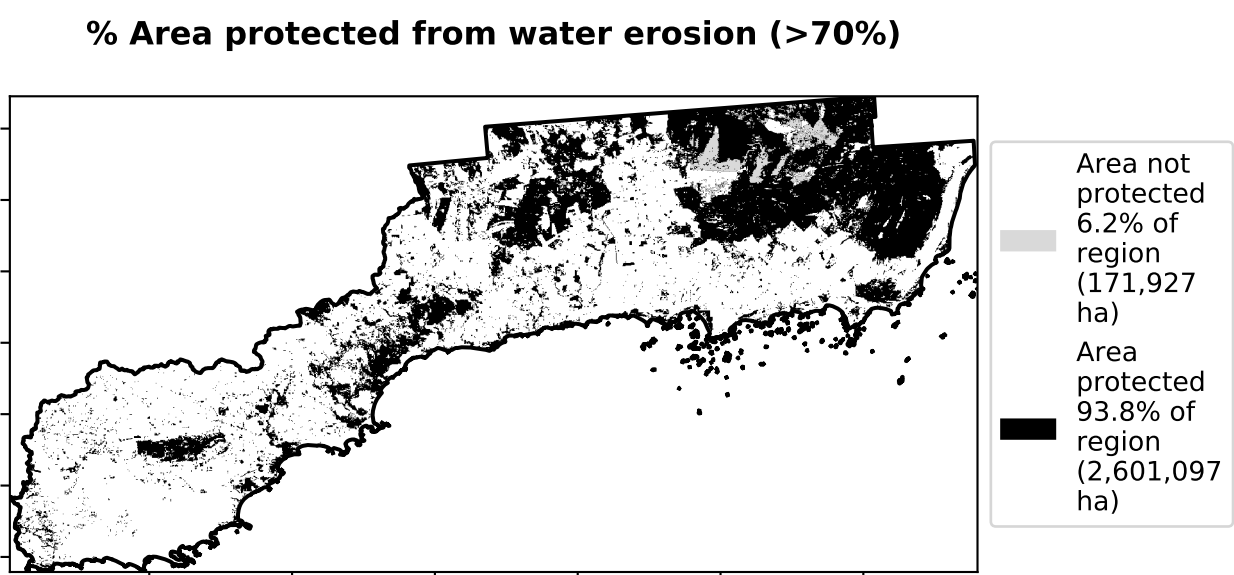 % Area protected from water erosion (>70%)
Area not
protected
6.2% of
region
(171,927
ha)
Area
protected
93.8% of
region
(2,601,097
ha)